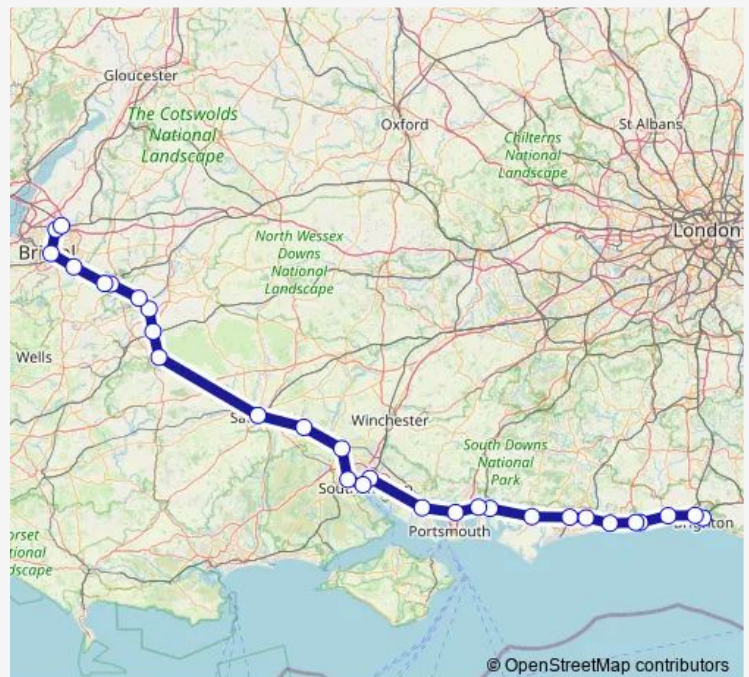 Gloucester
The Cotswolds
National
Landscape
Oxford
St Albans
Chilterns
National
Landscape
London
North Wessex
Downs
National
Landscape
Wells
Winchester
South Downs
National
Park
Portsmouth
© OpenStreetMap contributors